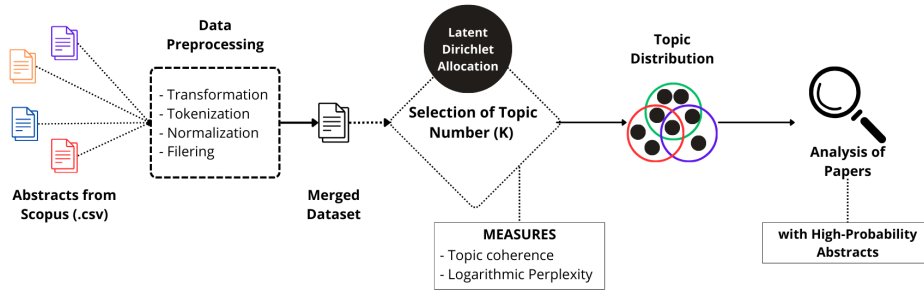 Data
Preprocessing
- Transformation
- Tokenization
- Normalization
- Filering
Abstracts from
Scopus (.csv)
Merged
Dataset
Latent
Dirichlet
Allocation
Selection of Topic
Number (K)
MEASURES
- Topic coherence
- Logarithmic Perplexity
Topic
Distribution
Analysis of
Papers
with High-Probability
Abstracts